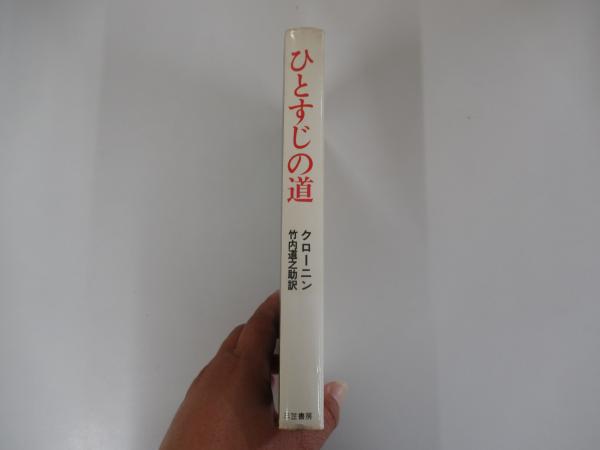 ひとすじの道
クローニン
竹内道之助訳
三笠書房